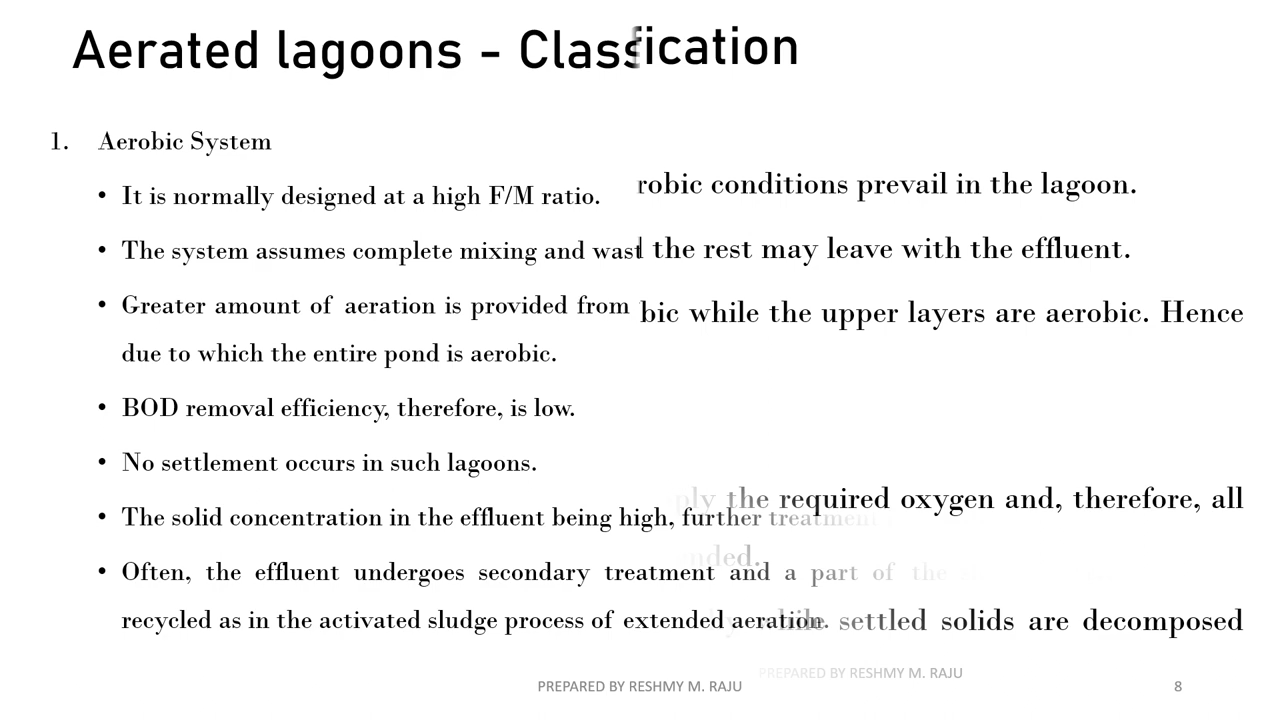 Aerated lagoons - Classification
1. Aerobic System
• It is normally designed at a high F/M ratio.
robic conditions prevail in the lagoon.
• The system assumes complete mixing and
the rest may leave with the effluent.
• Greater amount of aeration is provided from
bic while the upper layers are aerobic. Hence
due to which the entire pond is aerobic.
• BOD removal efficiency, therefore, is low.
• No settlement occurs in such lagoons.
the required oxygen and, therefore, all
• The solid concentration in the effluent being high, further treatment
• Often, the effluent undergoes secondary treatment and a part of the
recycled as in the activated sludge process of extended aeration.
settled solids are decomposed
PREPARED BY RESHMY M. RAJU
PREPARED BY RESHMY M. RAJU
8